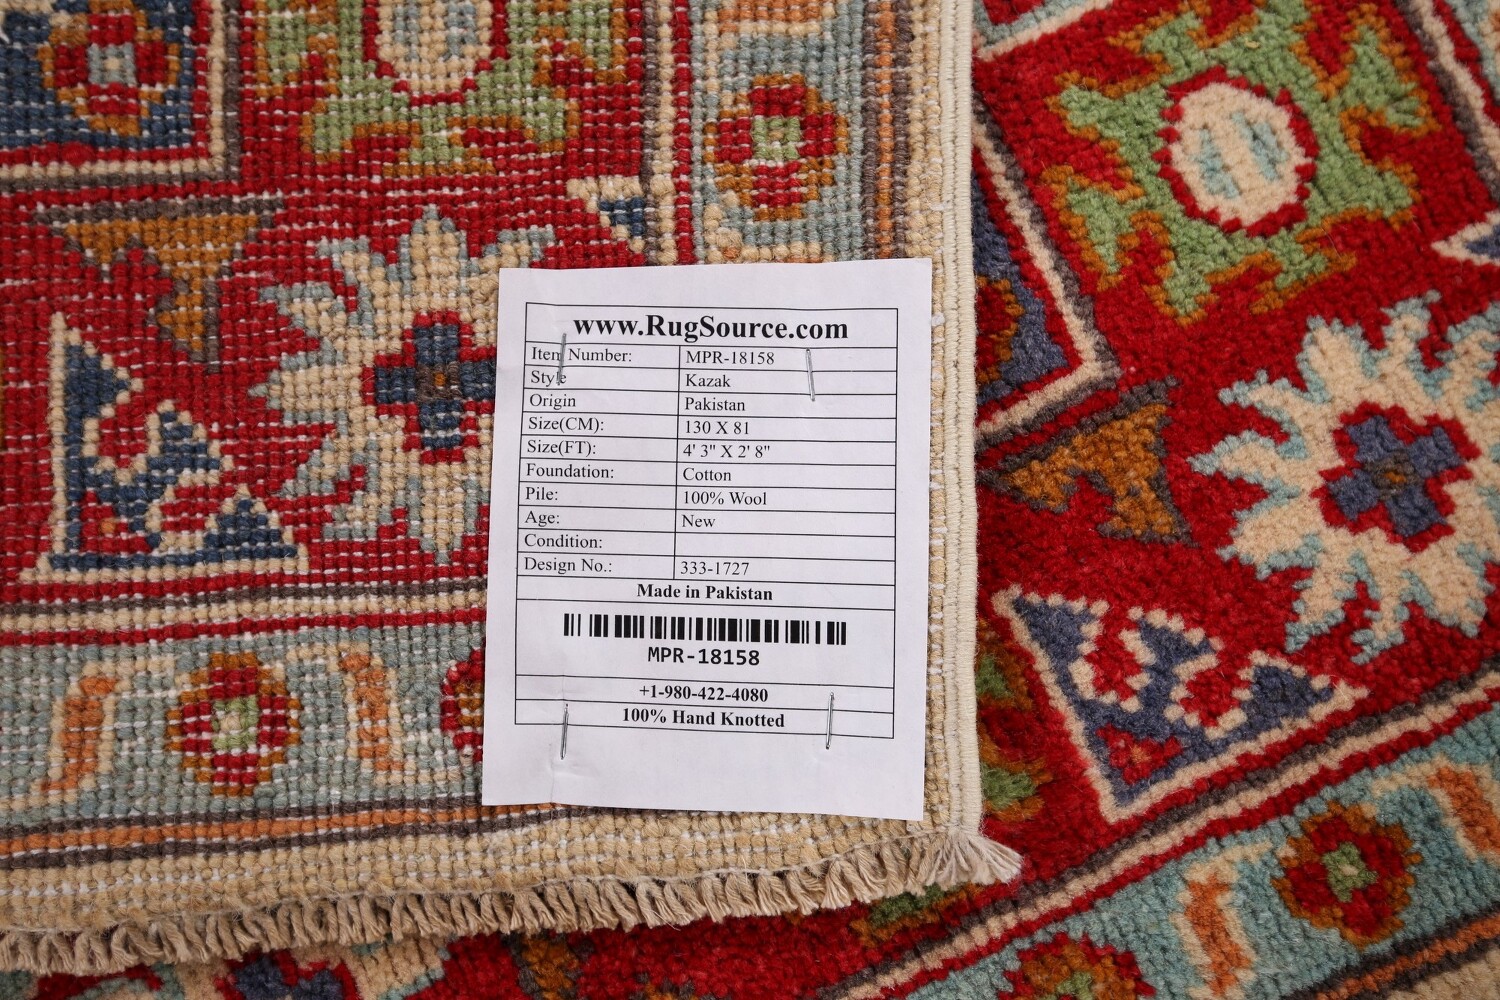 www.RugSource.com
Item Number: MPR-18158
Style Kazak
Origin Pakistan
Size(CM): 130 X 81
Size(FT): 4' 3" X 2' 8"
Foundation: Cotton
Pile: 100% Wool
Age: New
Condition:
Design No.: 333-1727
Made in Pakistan
MPR-18158
+1-980-422-4080
100% Hand Knotted